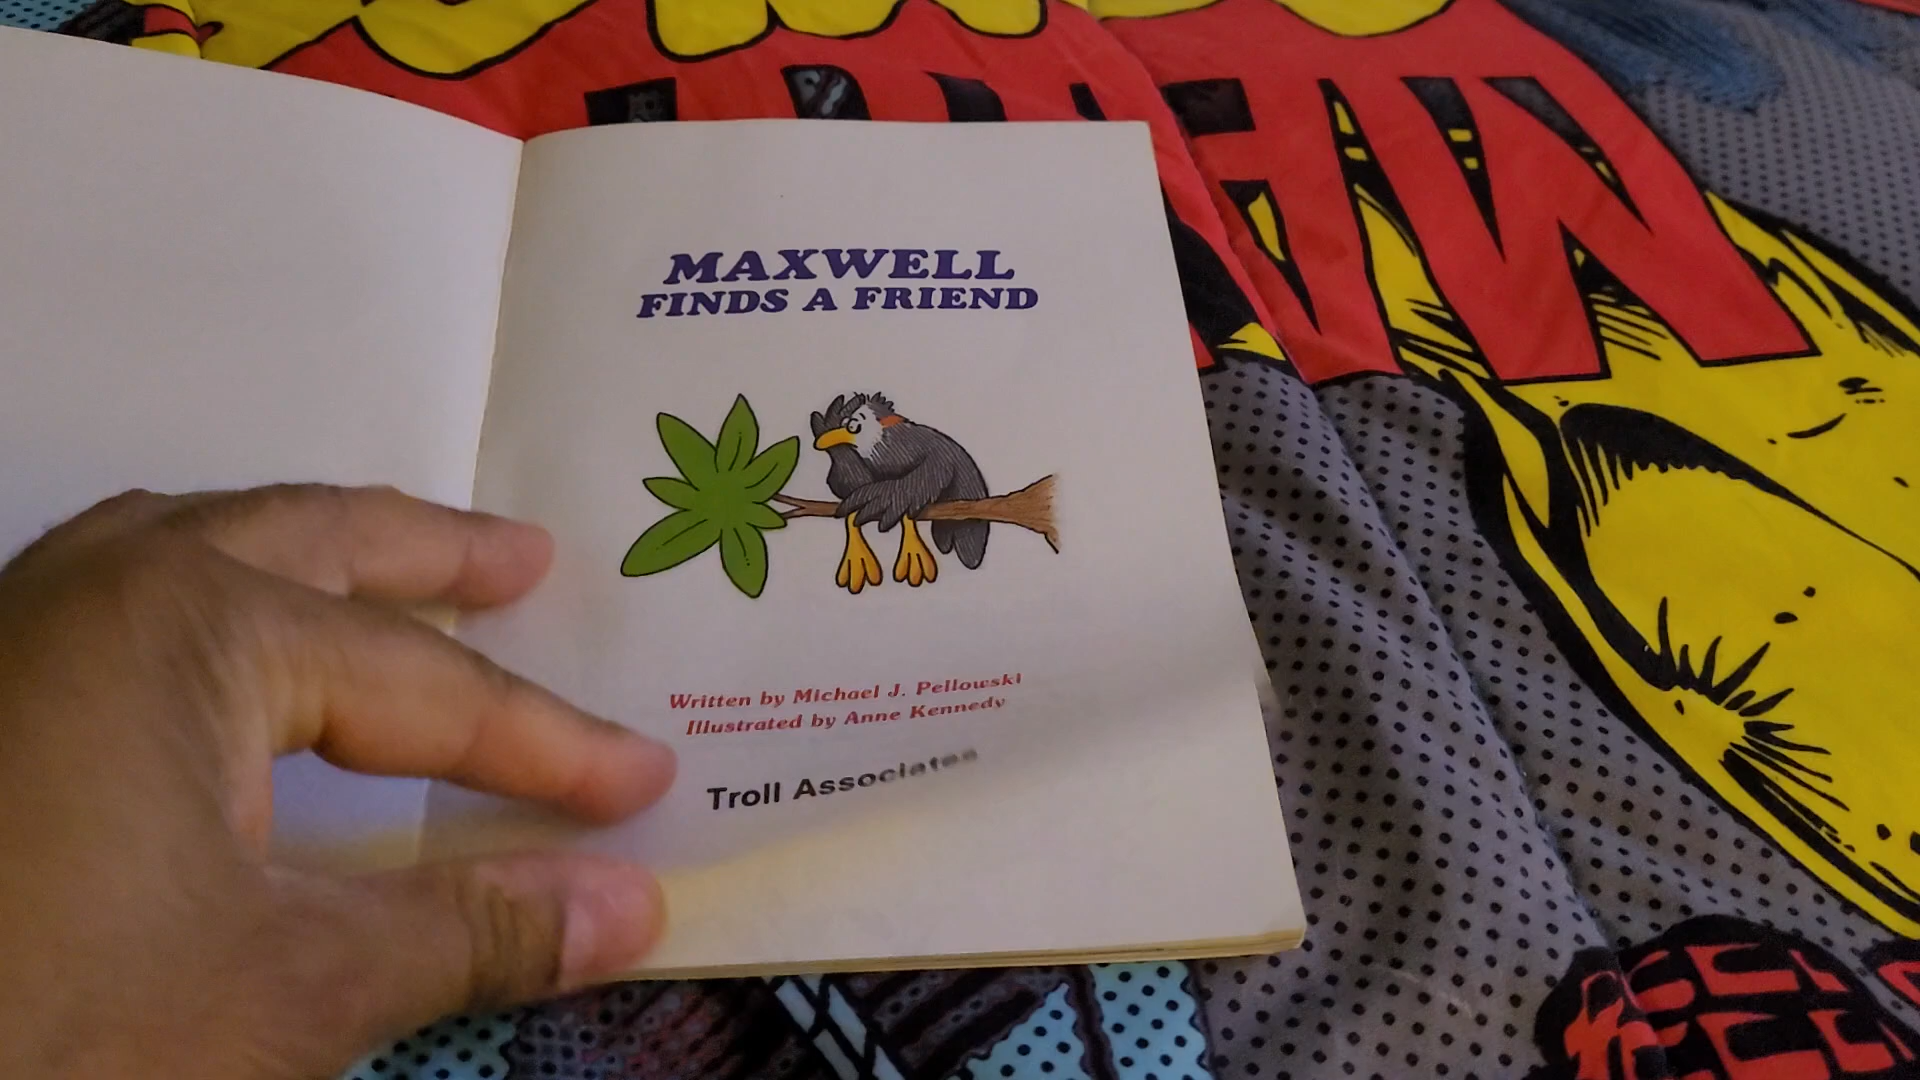 MAXWELL
FINDS A FRIEND
Written by Michael J. Pellowski
Illustrated by Anne Kennedy
Troll Associates